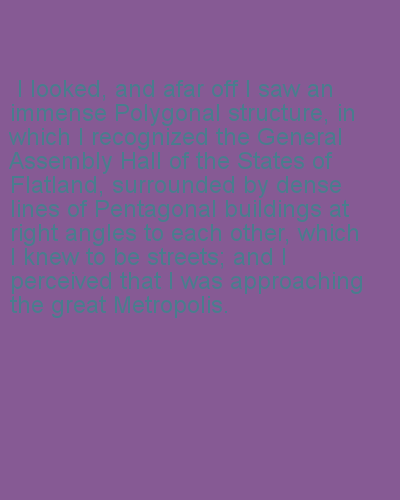 I looked, and afar off I saw an
immense Polygonal structure, in
which I recognized the General
Assembly Hall of the States of
Flatland, surrounded by dense
lines of Pentagonal buildings at
right angles to each other, which
I knew to be streets; and I
perceived that I was approaching
the great Metropolis.